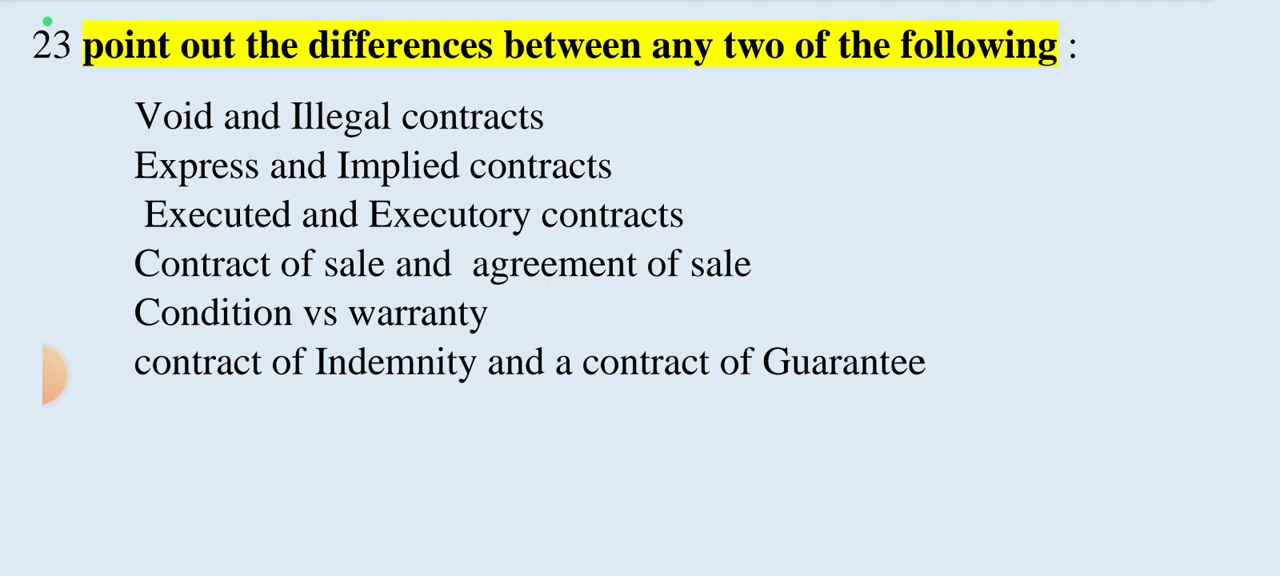 23 point out the differences between any two of the following :
Void and Illegal contracts
Express and Implied contracts
Executed and Executory contracts
Contract of sale and agreement of sale
Condition vs warranty
contract of Indemnity and a contract of Guarantee